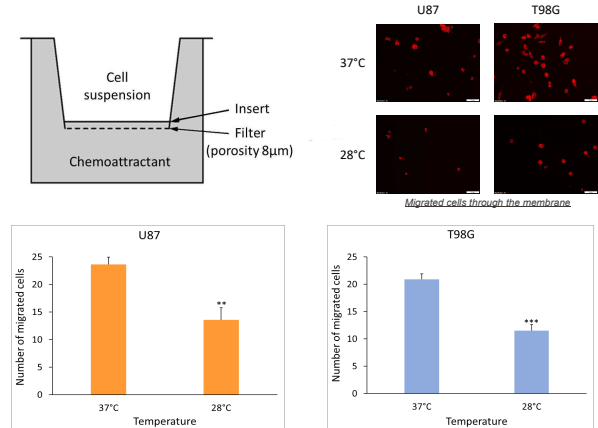 U87
T98G
37°C
28°C
Cell
suspension
Insert
Filter
(porosity 8μm)
Chemoattractant
Migrated cells through the membrane
U87
Number of migrated cells
25
20
15
10
5
0
**
37°C
28°C
Temperature
T98G
Number of migrated cells
25
20
15
10
5
0
***
37°C
28°C
Temperature